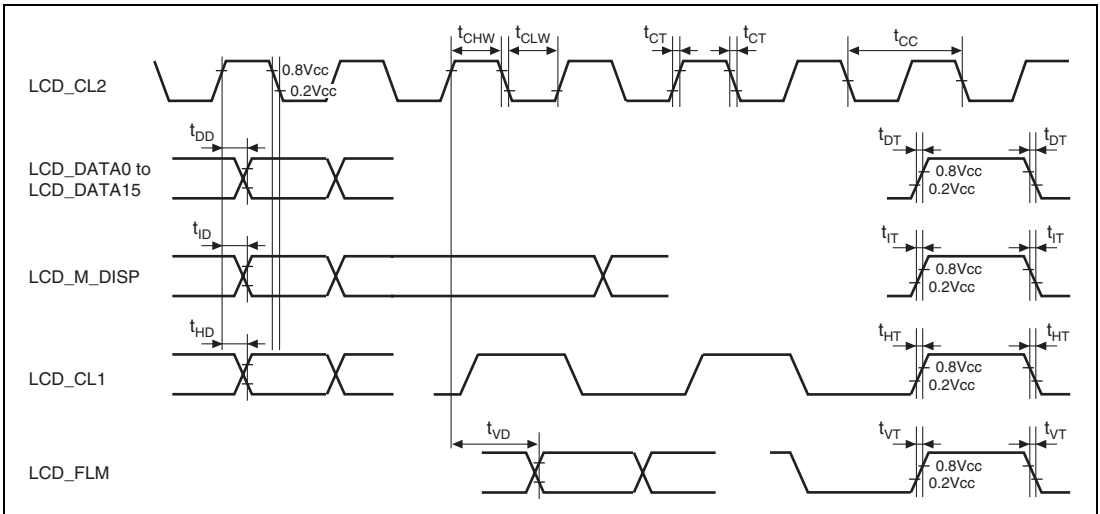 tCHW tCLW tCT tCT tCC
LCD_CL2
0.8Vcc
0.2Vcc
tDD tDT tDT
LCD_DATA0 to
LCD_DATA15
0.8Vcc
0.2Vcc
tID tIT tIT
LCD_M_DISP
0.8Vcc
0.2Vcc
tHD tHT tHT
LCD_CL1
0.8Vcc
0.2Vcc
tVD tVT tVT
LCD_FLM
0.8Vcc
0.2Vcc